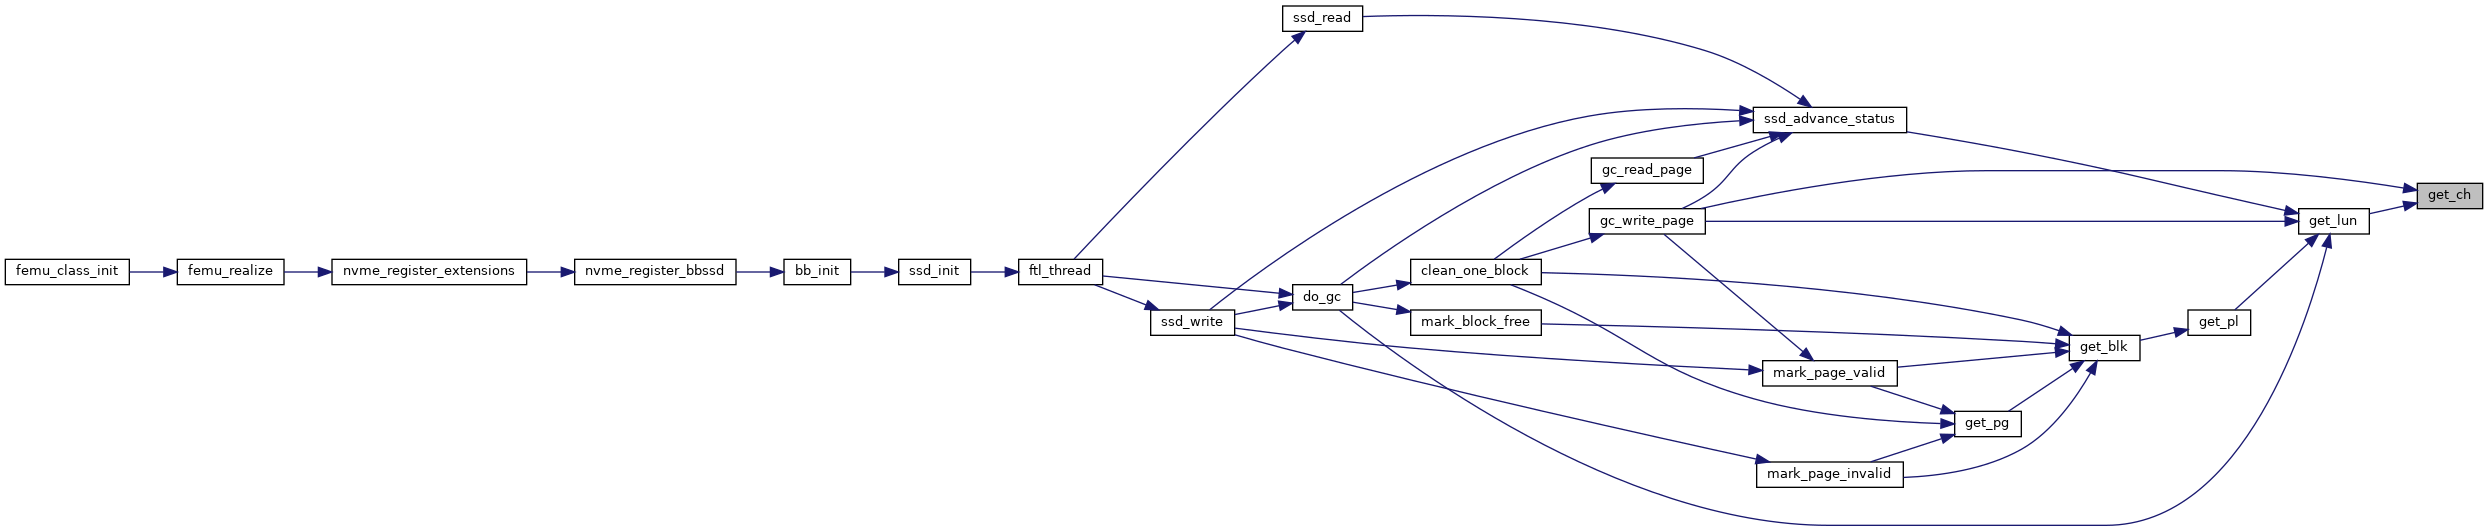 ssd_read
ssd_advance_status
gc_read_page
get_ch
gc_write_page
get_lun
femu_class_init
femu_realize
nvme_register_extensions
nvme_register_bbssd
bb_init
ssd_init
ftl_thread
clean_one_block
do_gc
ssd_write
mark_block_free
get_pl
get_blk
mark_page_valid
get_pg
mark_page_invalid